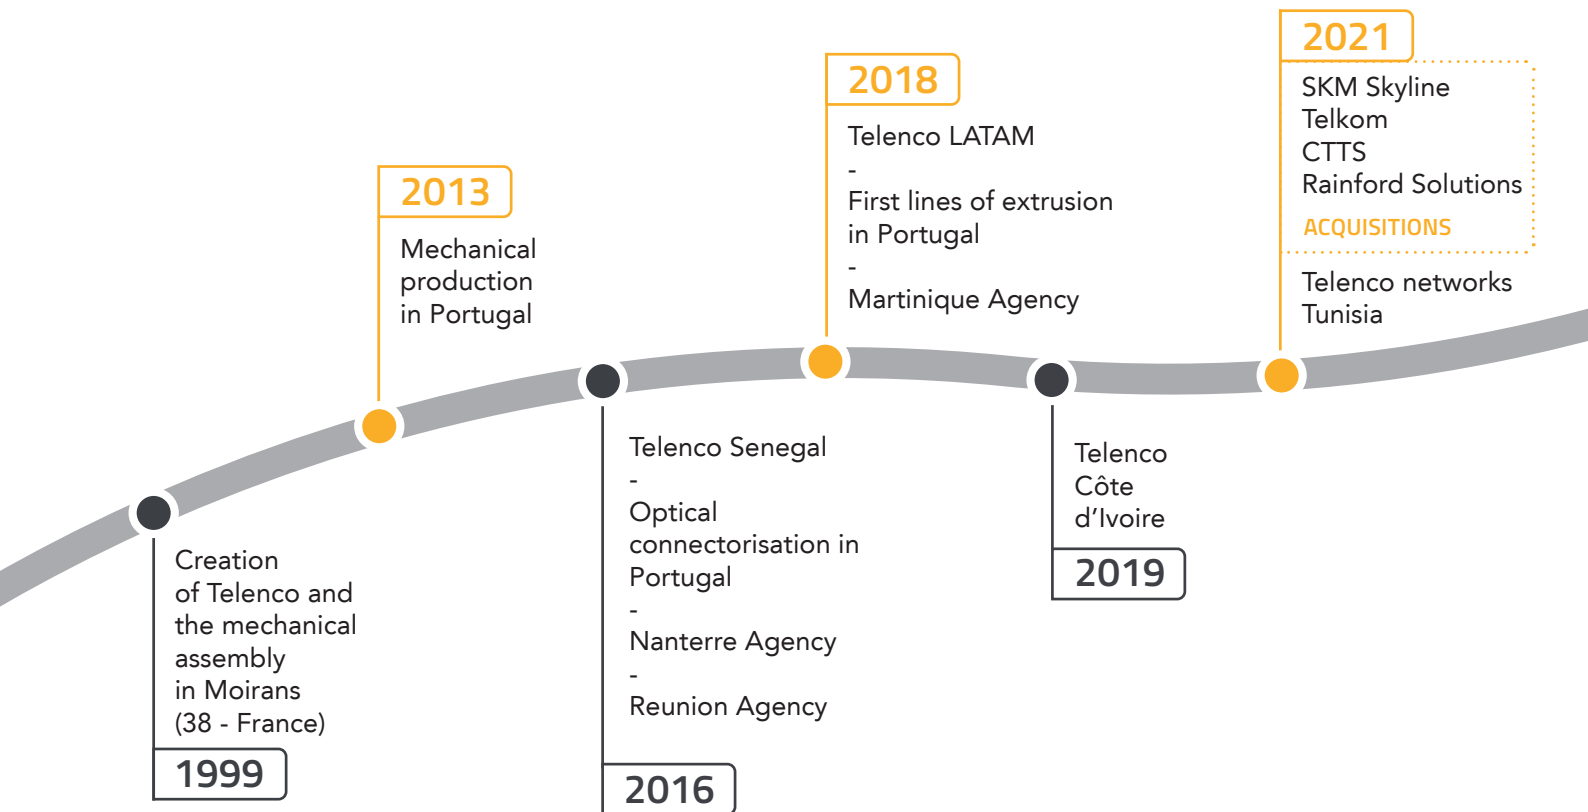 1999
Creation
of Telenco and
the mechanical
assembly
in Moirans
(38 - France)
2013
Mechanical
production
in Portugal
2016
Telenco Senegal
-
Optical
connectorisation in
Portugal
-
Nanterre Agency
-
Reunion Agency
2018
Telenco LATAM
-
First lines of extrusion
in Portugal
-
Martinique Agency
2019
Telenco
Côte
d’Ivoire
2021
SKM Skyline
Telkom
CTTS
Rainford Solutions
ACQUISITIONS
Telenco networks
Tunisia